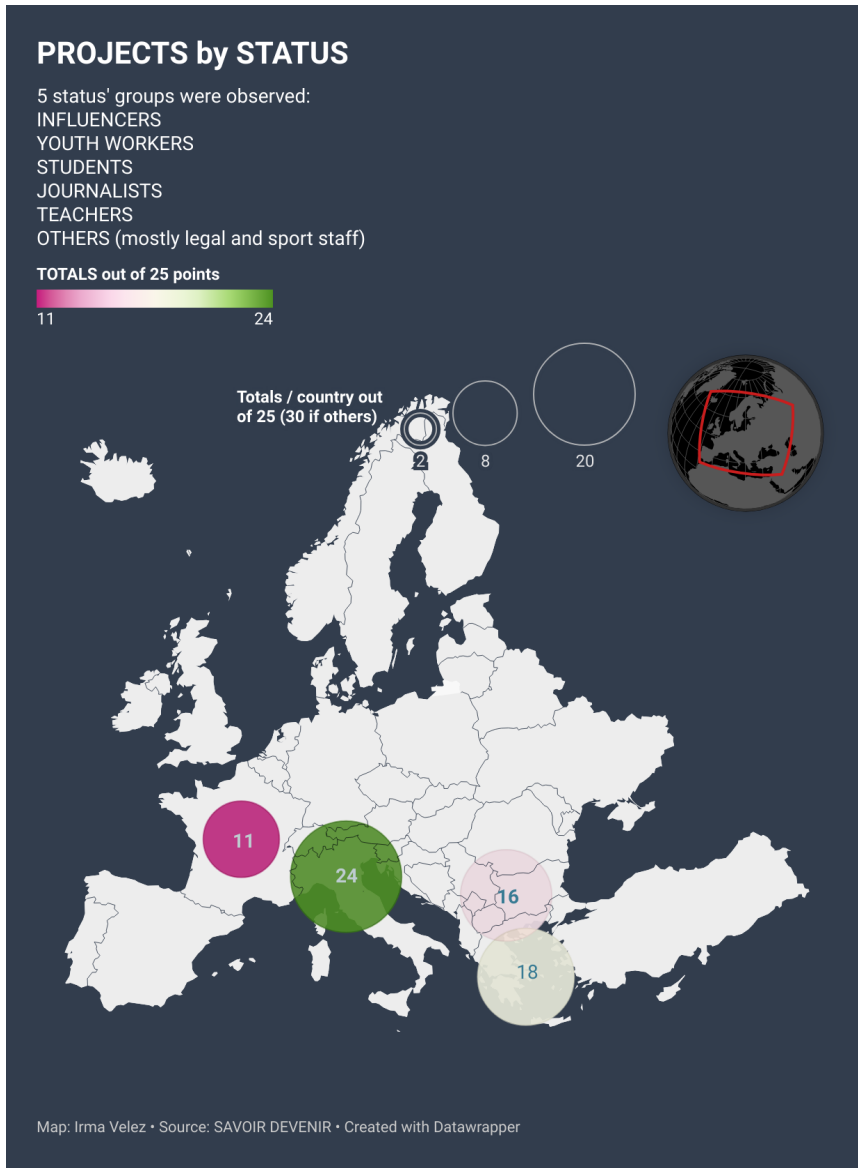 PROJECTS by STATUS
5 status' groups were observed:
INFLUENCERS
YOUTH WORKERS
STUDENTS
JOURNALISTS
TEACHERS
OTHERS (mostly legal and sport staff)
TOTALS out of 25 points
11 24
Totals / country out
of 25 (30 if others)
2 8 20
11
24
16
18
Map: Irma Velez • Source: SAVOIR DEVENIR • Created with Datawrapper